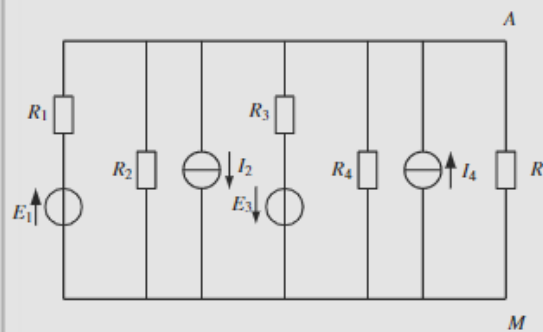 A
R₁
R₃
R₂
I₂
R₄
I₄
R
E₁
E₃
M